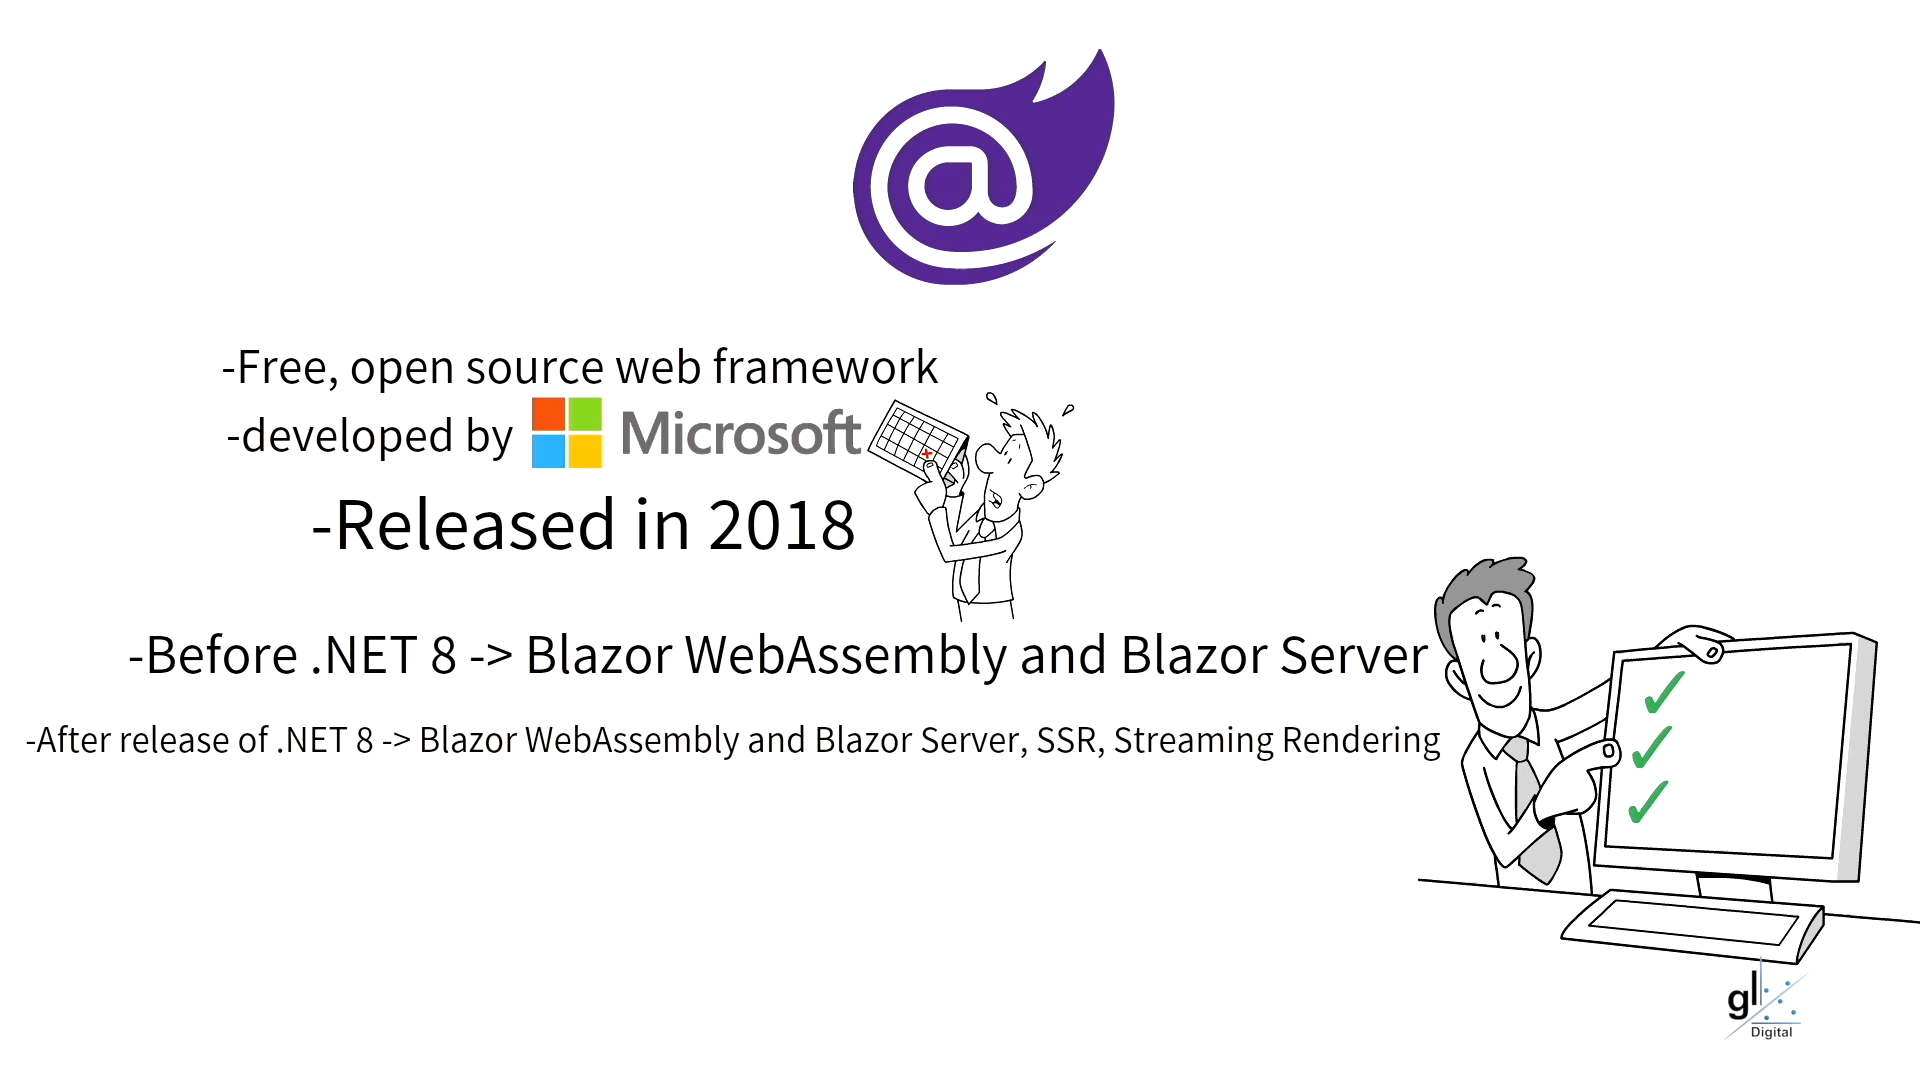 @
-Free, open source web framework
-developed by Microsoft
-Released in 2018
-Before .NET 8 -> Blazor WebAssembly and Blazor Server
-After release of .NET 8 -> Blazor WebAssembly and Blazor Server, SSR, Streaming Rendering
gl
Digital